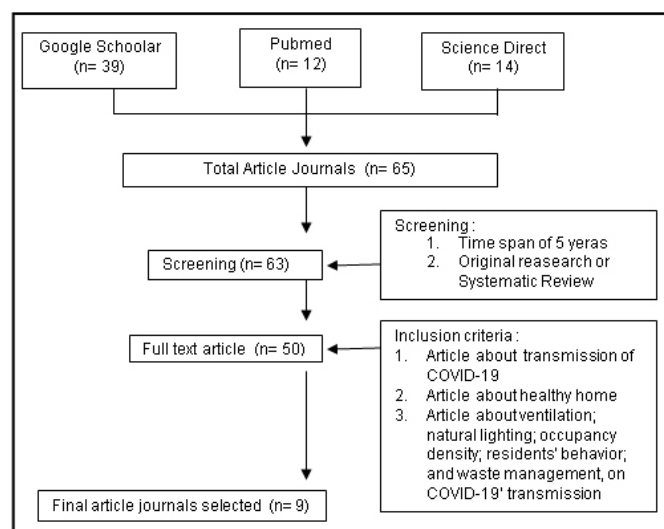 Google Schoolar
(n= 39)
Pubmed
(n= 12)
Science Direct
(n= 14)
Total Article Journals (n= 65)
Screening (n= 63)
Screening :
1. Time span of 5 yeras
2. Original reasearch or
Systematic Review
Full text article (n= 50)
Inclusion criteria :
1. Article about transmission of
COVID-19
2. Article about healthy home
3. Article about ventilation;
natural lighting; occupancy
density; residents' behavior;
and waste management, on
COVID-19' transmission
Final article journals selected (n= 9)